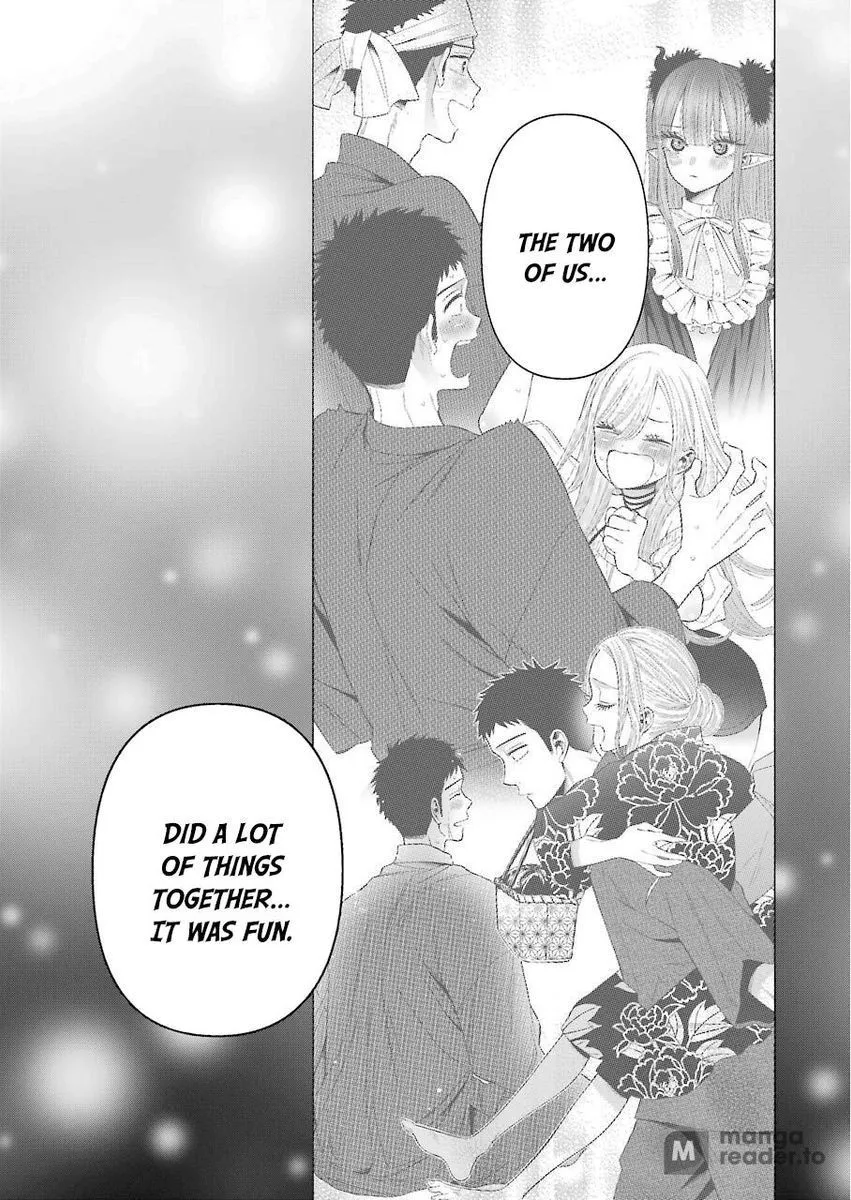 THE TWO
OF US...
DID A LOT
OF THINGS
TOGETHER...
IT WAS FUN.
M manga
reader.to